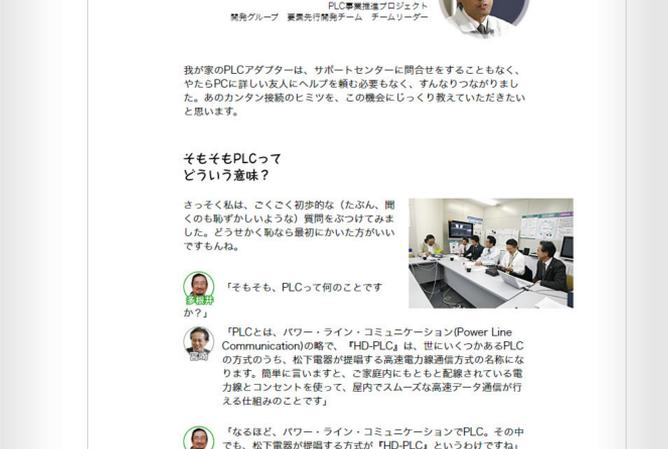 PLC事業推進プロジェクト
開発グループ 要素先行開発チーム チームリーダー
我が家のPLCアダプターは、サポートセンターに問合せをすることもなく、
やたらPCに詳しい友人にヘルプを頼む必要もなく、すんなりつながりまし
た。あのカンタン接続のヒミツを、この機会にじっくり教えていただきたい
と思います。
そもそもPLCって
どういう意味？
さっそく私は、ごくごく初歩的な（たぶん、聞
くのも恥ずかしいような）質問をぶつけてみま
した。どうせかく恥なら最初にかいた方がいい
ですもんね。
多根井
「そもそも、PLCって何のことです
か？」
「PLCとは、パワー・ライン・コミュニケーション(Power Line
Communication)の略で、『HD-PLC』は、世にいくつかあるPLC
の方式のうち、松下電器が提唱する高速電力線通信方式の名称にな
ります。簡単に言いますと、ご家庭内にもともと配線されている電
力線とコンセントを使って、屋内でスムーズな高速データ通信が行
える仕組みのことです」
「なるほど、パワー・ライン・コミュニケーションでPLC。その中
でも、松下電器が提唱する方式が『HD-PLC』というわけですね」